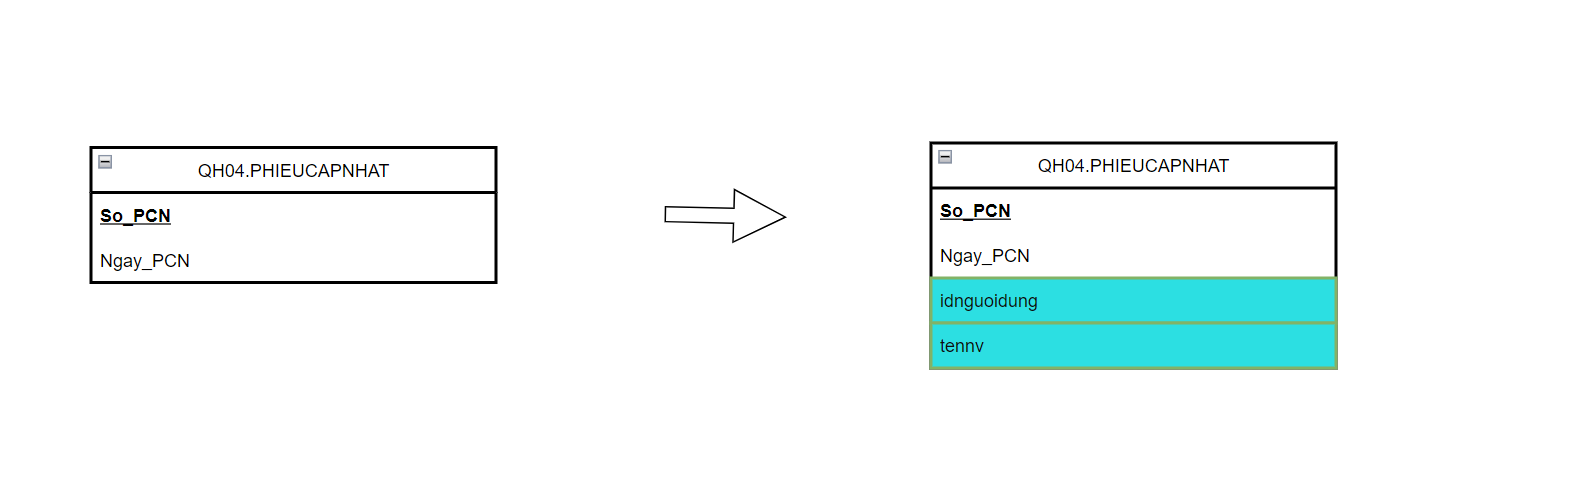 QH04.PHIEUCAPNHAT
So_PCN
Ngay_PCN
QH04.PHIEUCAPNHAT
So_PCN
Ngay_PCN
idnguoidung
tennv